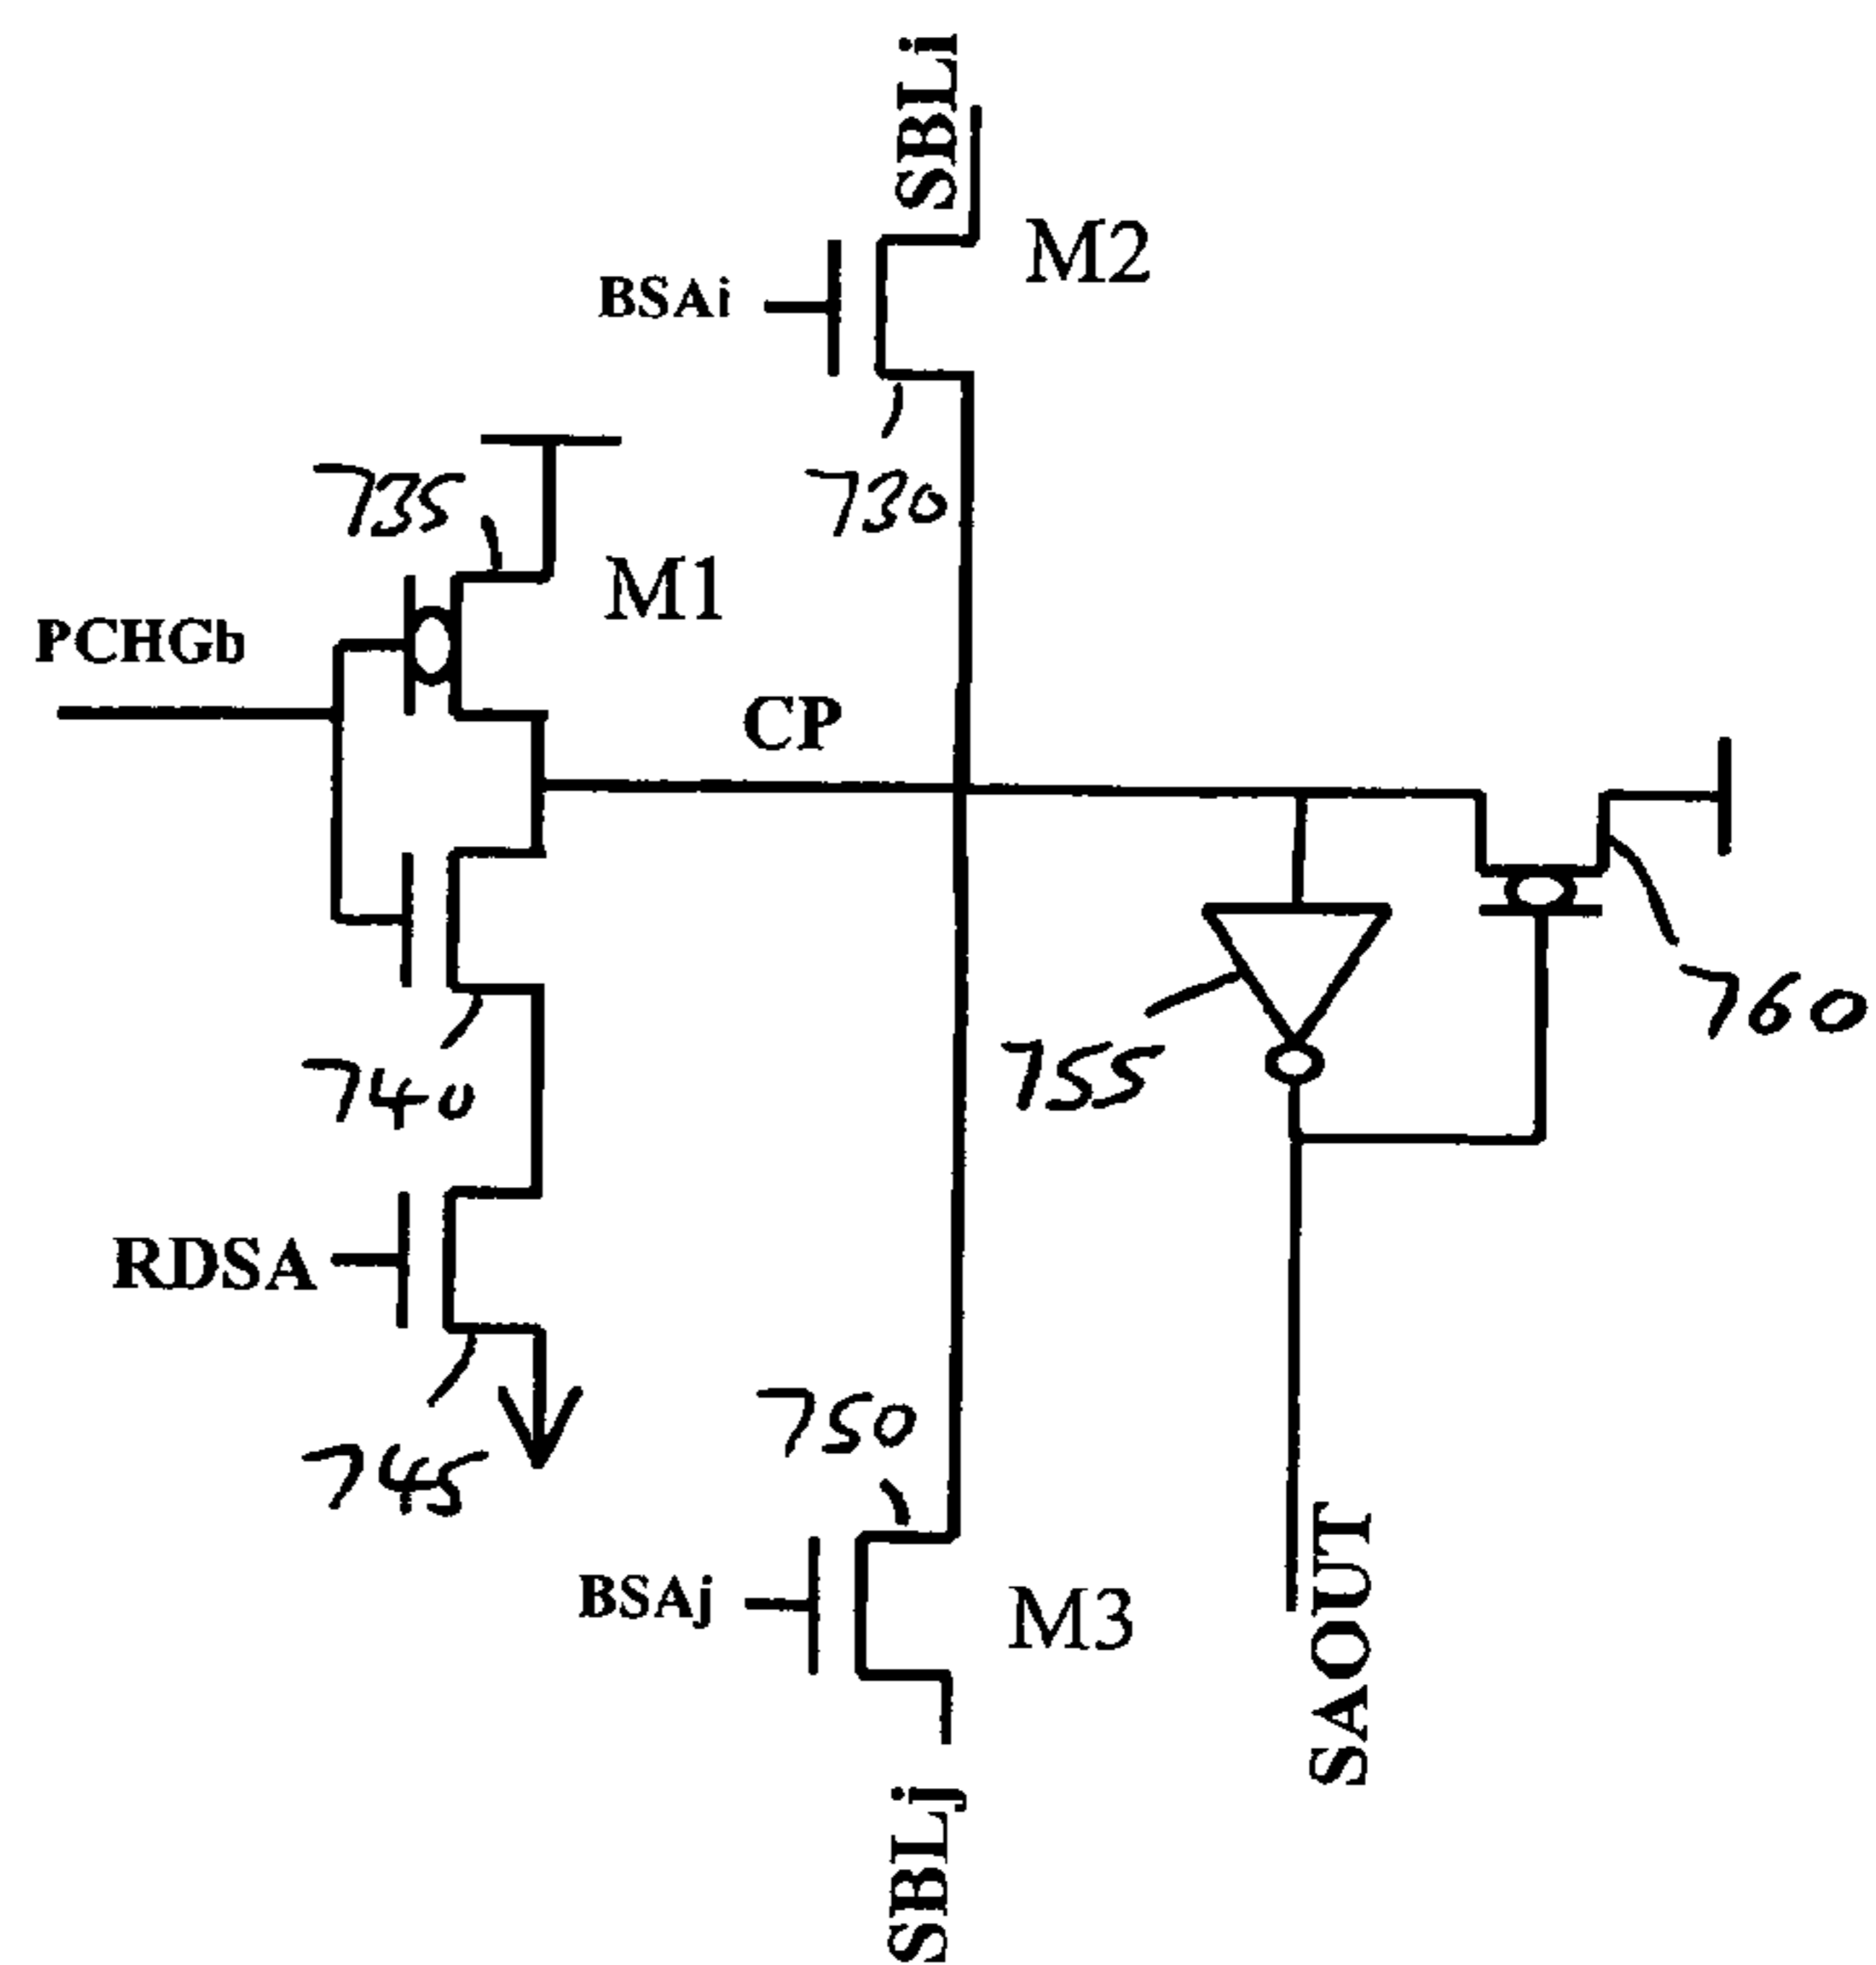 SBLi
M2
BSAi
730
735
M1
PCHGb
CP
760
755
740
RDSA
745
750
BSAj
M3
SAOUT
SBLj